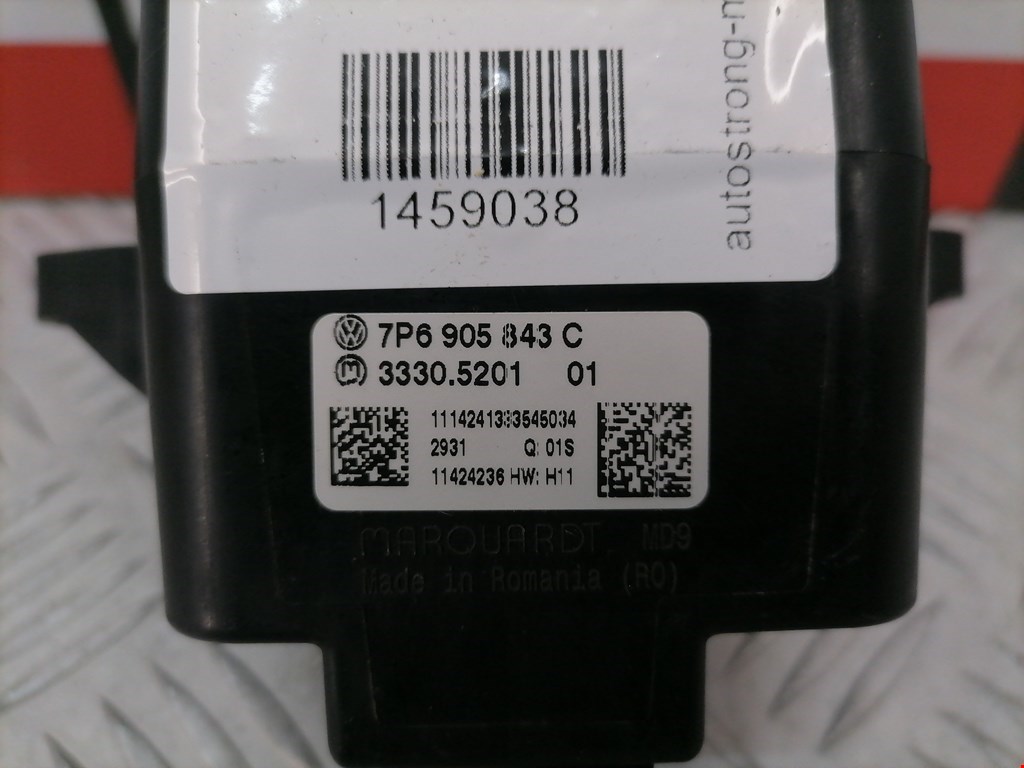 1459038
autostrong-m
7P6 905 843 C
3330.5201 01
1114241383545034
2931 Q: 01S
11424236 HW: H11
MARQUARDT MD9
Made in Romania (RO)